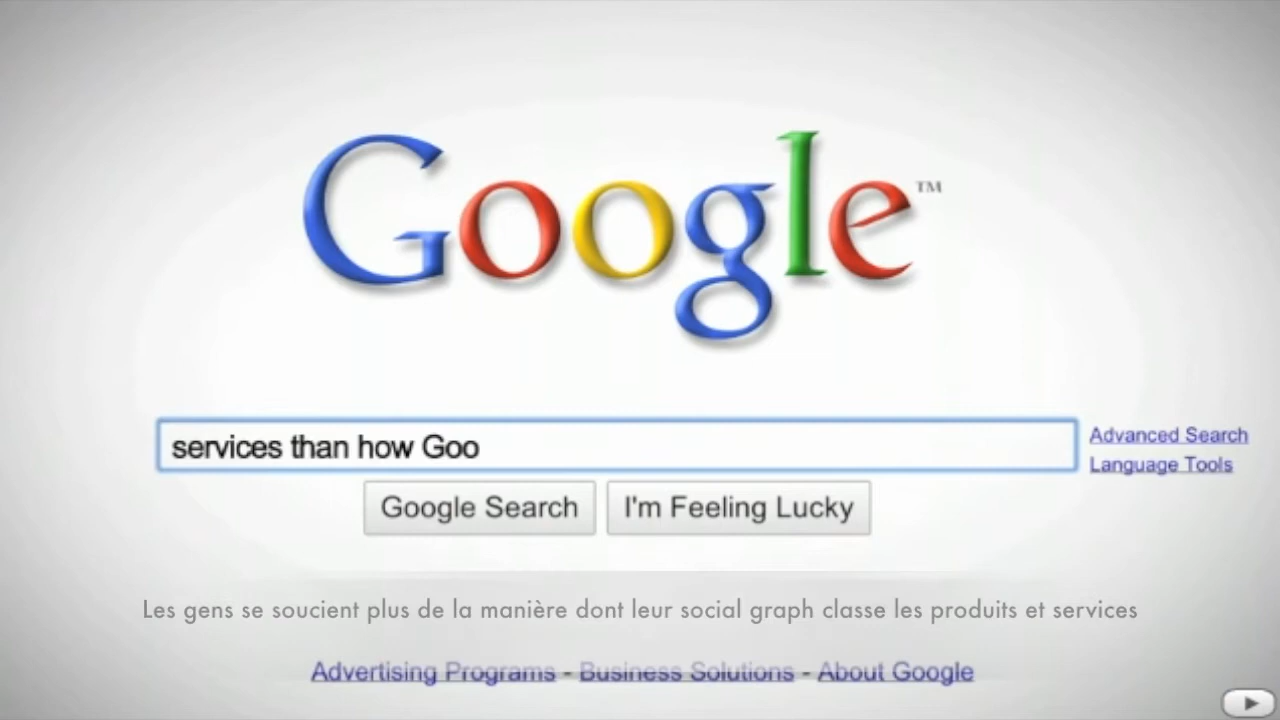 Google™
services than how Goo
Advanced Search
Language Tools
Google Search
I'm Feeling Lucky
Les gens se soucient plus de la manière dont leur social graph classe les produits et services
Advertising Programs - Business Solutions - About Google